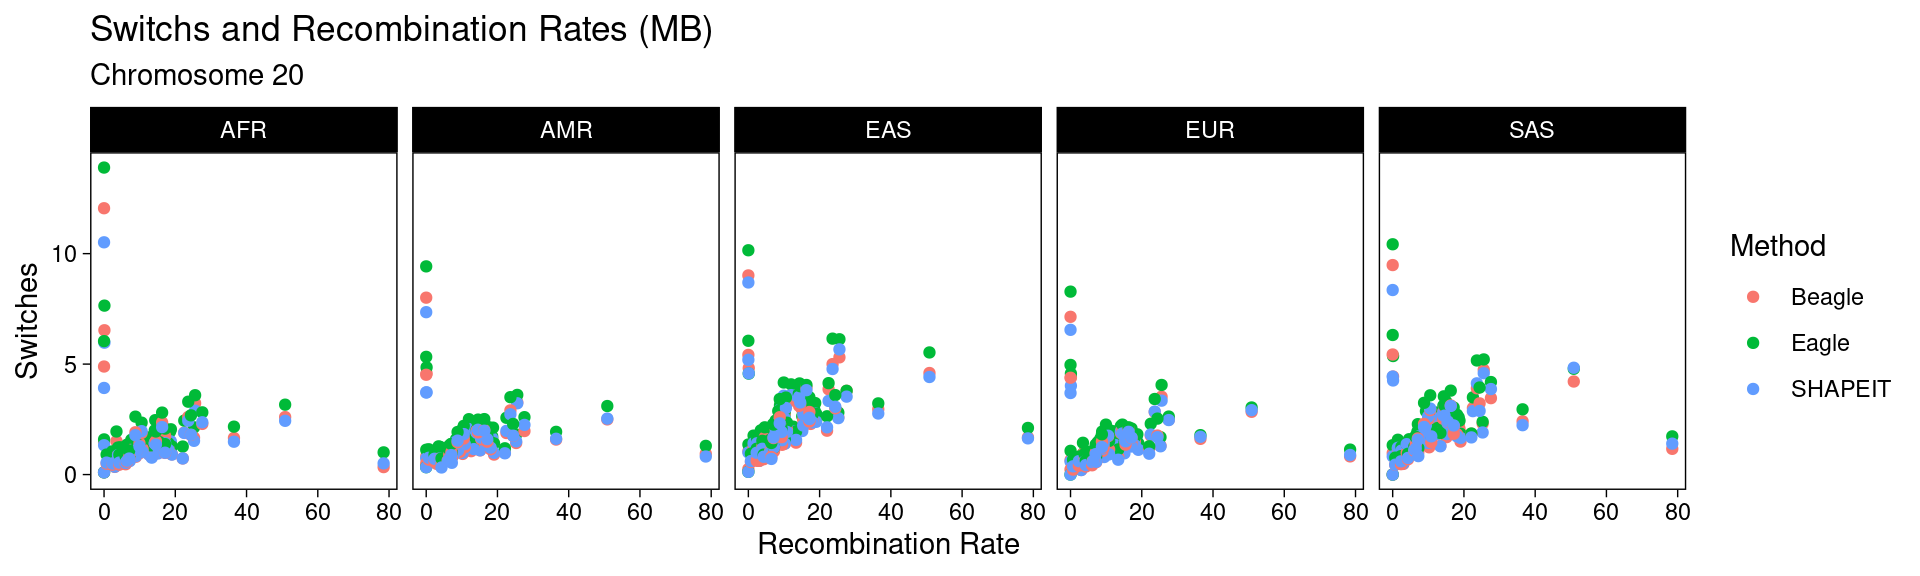 Switchs and Recombination Rates (MB)
Chromosome 20
AFR AMR EAS EUR SAS
10
5
0
Switches
0 20 40 60 80 0 20 40 60 80 0 20 40 60 80 0 20 40 60 80 0 20 40 60 80
Recombination Rate
Method
Beagle
Eagle
SHAPEIT